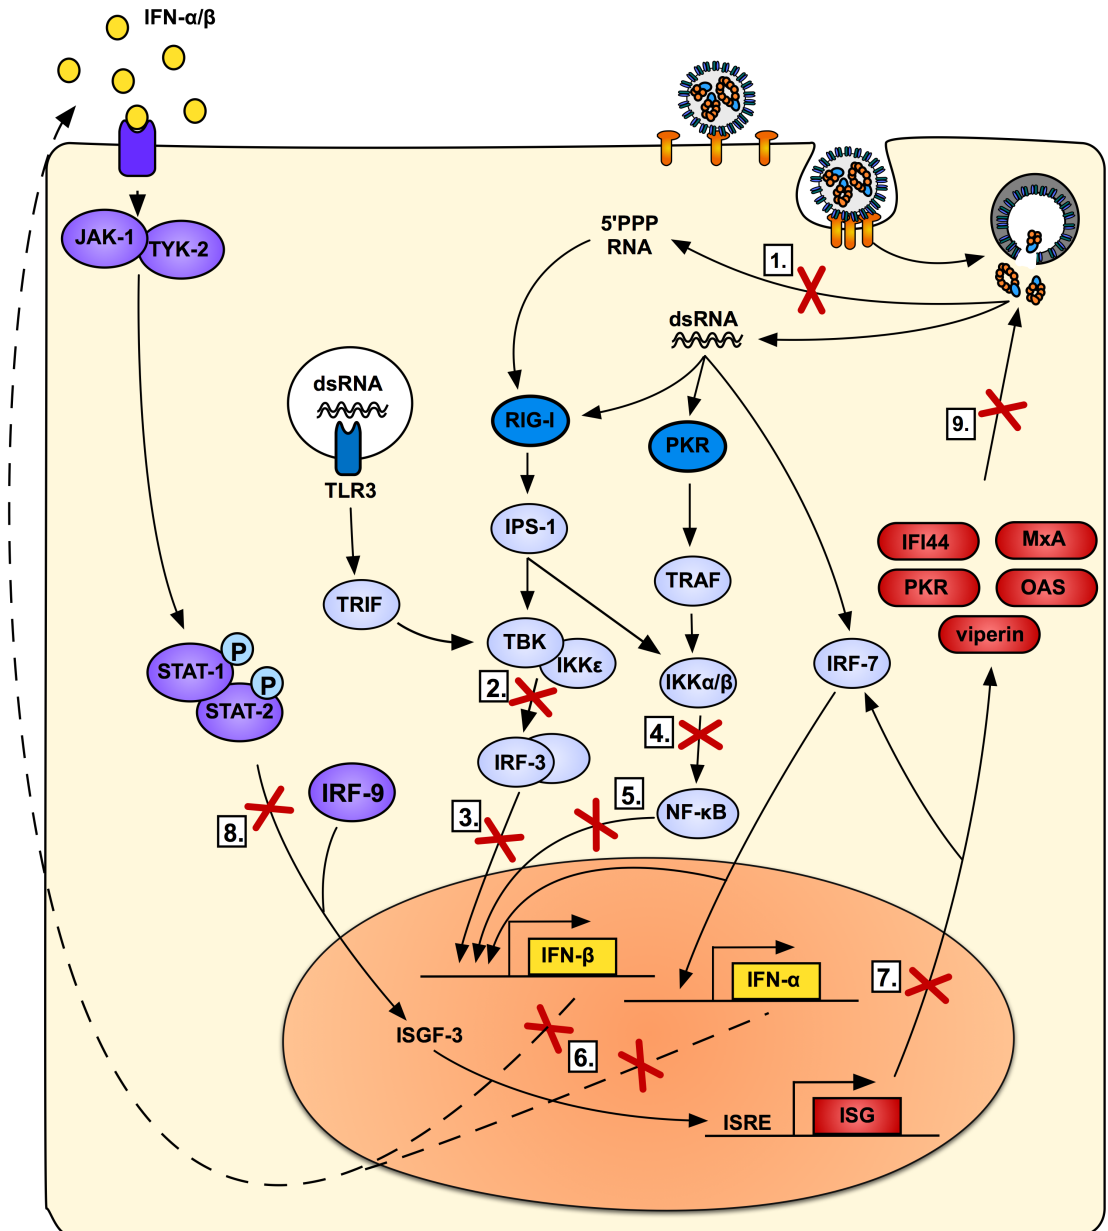 IFN-α/β
JAK-1
TYK-2
5'PPP
RNA
1.
dsRNA
dsRNA
TLR3
RIG-I
PKR
9.
IPS-1
TRIF
TRAF
IFI44
MxA
PKR
OAS
viperin
TBK
IKKε
IRF-7
P
STAT-1
P
STAT-2
2.
IKKα/β
4.
IRF-3
IRF-9
5.
3.
NF-κB
8.
IFN-β
IFN-α
7.
ISGF-3
6.
ISRE
ISG